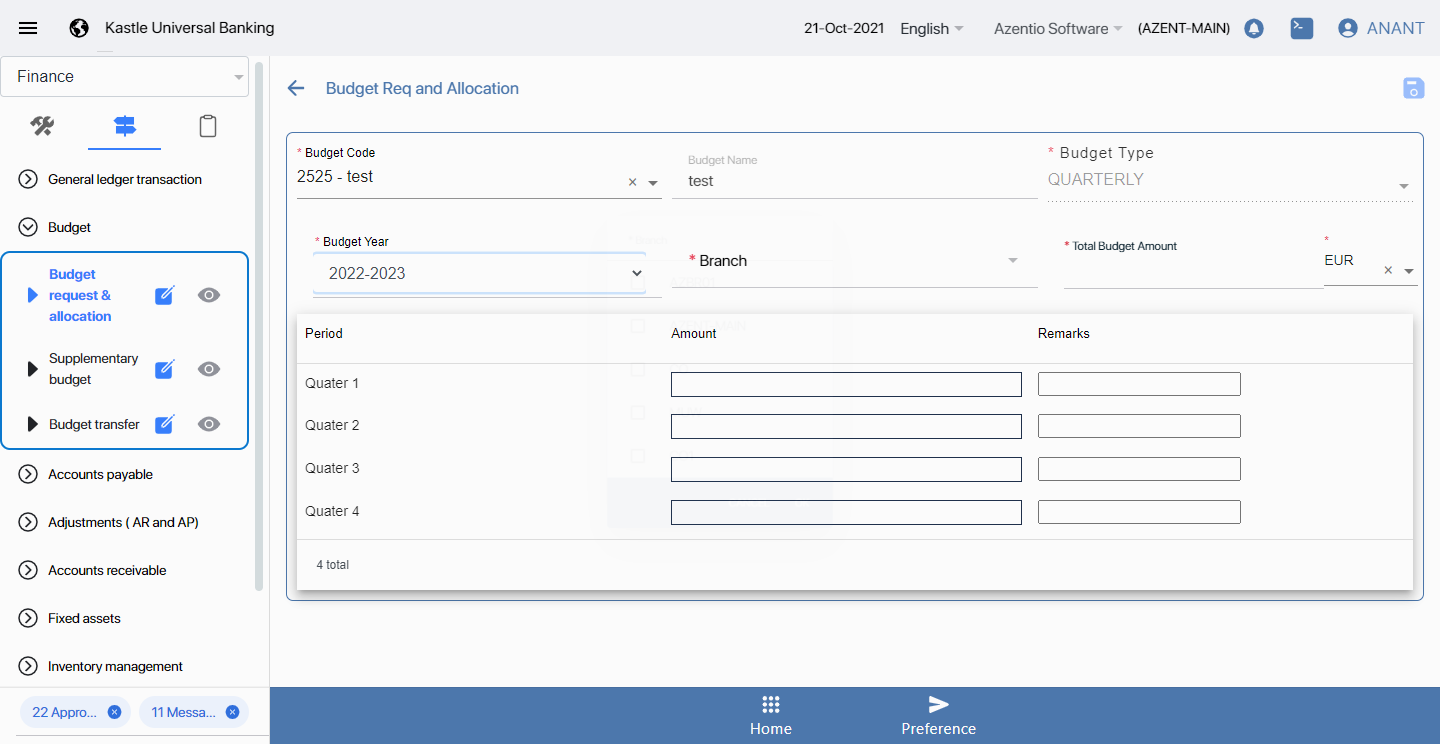 Kastle Universal Banking
21-Oct-2021 English Azentio Software (AZENT-MAIN) ANANT
Finance
General ledger transaction
Budget
Budget
request &
allocation
Supplementary
budget
Budget transfer
Accounts payable
Adjustments ( AR and AP)
Accounts receivable
Fixed assets
Inventory management
22 Appro...
11 Messa...
Budget Req and Allocation
* Budget Code
2525 - test
Budget Name
test
* Budget Type
QUARTERLY
* Budget Year
2022-2023
* Branch
* Total Budget Amount
*
EUR
Period Amount Remarks
Quater 1
Quater 2
Quater 3
Quater 4
4 total
Home
Preference